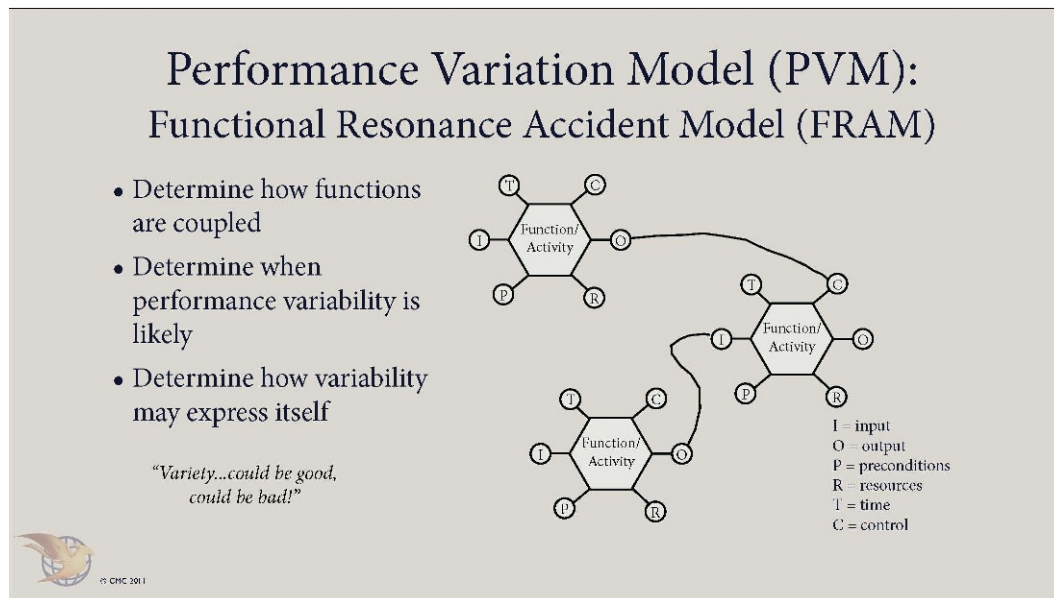 Performance Variation Model (PVM):
Functional Resonance Accident Model (FRAM)
• Determine how functions
are coupled
• Determine when
performance variability is
likely
• Determine how variability
may express itself
"Variety...could be good,
could be bad!"
T
C
I
Function/
Activity
O
P
R
T
C
I
Function/
Activity
O
P
R
T
C
I
Function/
Activity
O
P
R
I = input
O = output
P = preconditions
R = resources
T = time
C = control
© CMC 2011